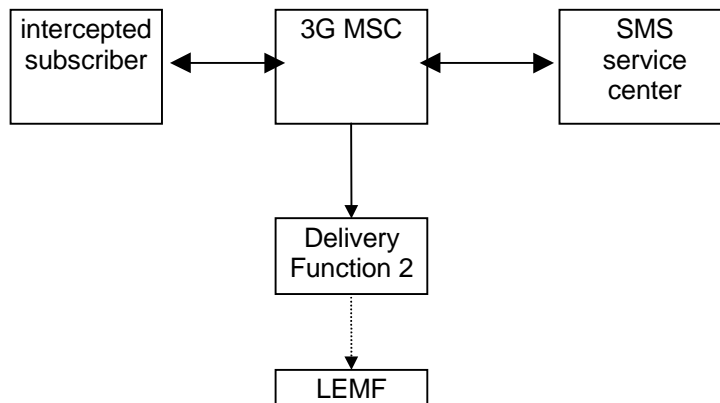 intercepted
subscriber
3G MSC
SMS
service
center
Delivery
Function 2
LEMF